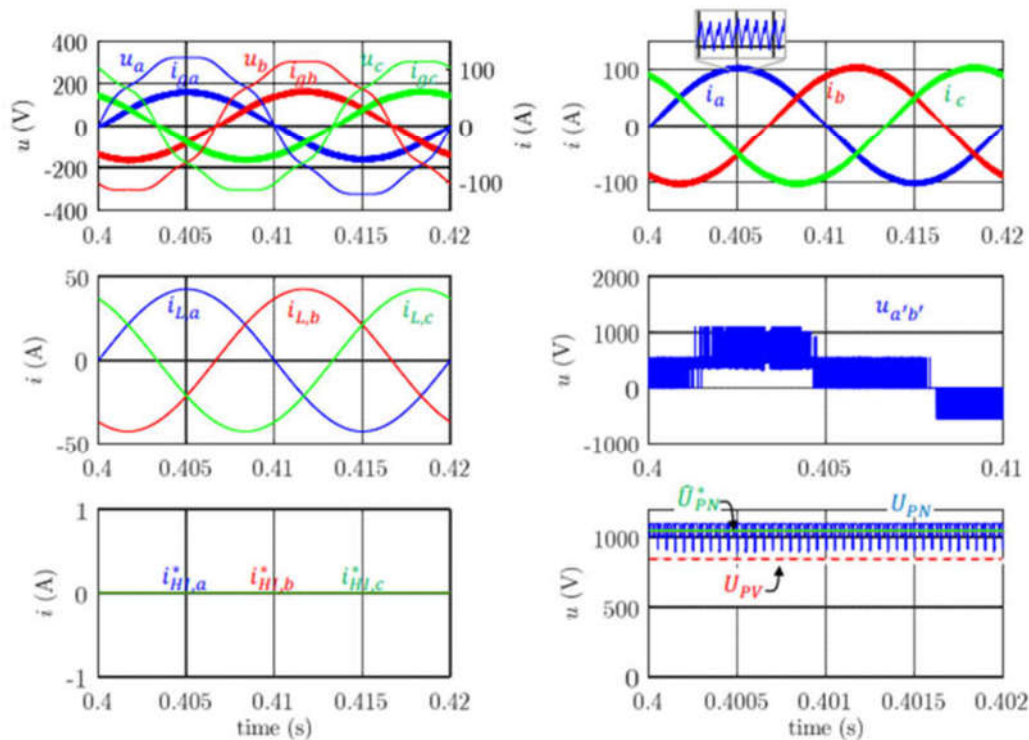 400
200
0
-200
-400
u (V)
u_a
i_ga
u_b
i_gb
u_c
i_gc
100
0
-100
i (A)
0.4
0.405
0.41
0.415
0.42
100
0
-100
i (A)
i_a
i_b
i_c
0.4
0.405
0.41
0.415
0.42
50
0
-50
i (A)
i_L,a
i_L,b
i_L,c
0.4
0.405
0.41
0.415
0.42
2000
1000
0
-1000
u (V)
u_a'b'
0.4
0.405
0.41
1
0
-1
i (A)
i*_HI,a
i*_HI,b
i*_HI,c
0.4
0.405
0.41
0.415
0.42
time (s)
Û*_PN
U_PN
1000
500
0
u (V)
U_PV
0.4
0.4005
0.401
0.4015
0.402
time (s)